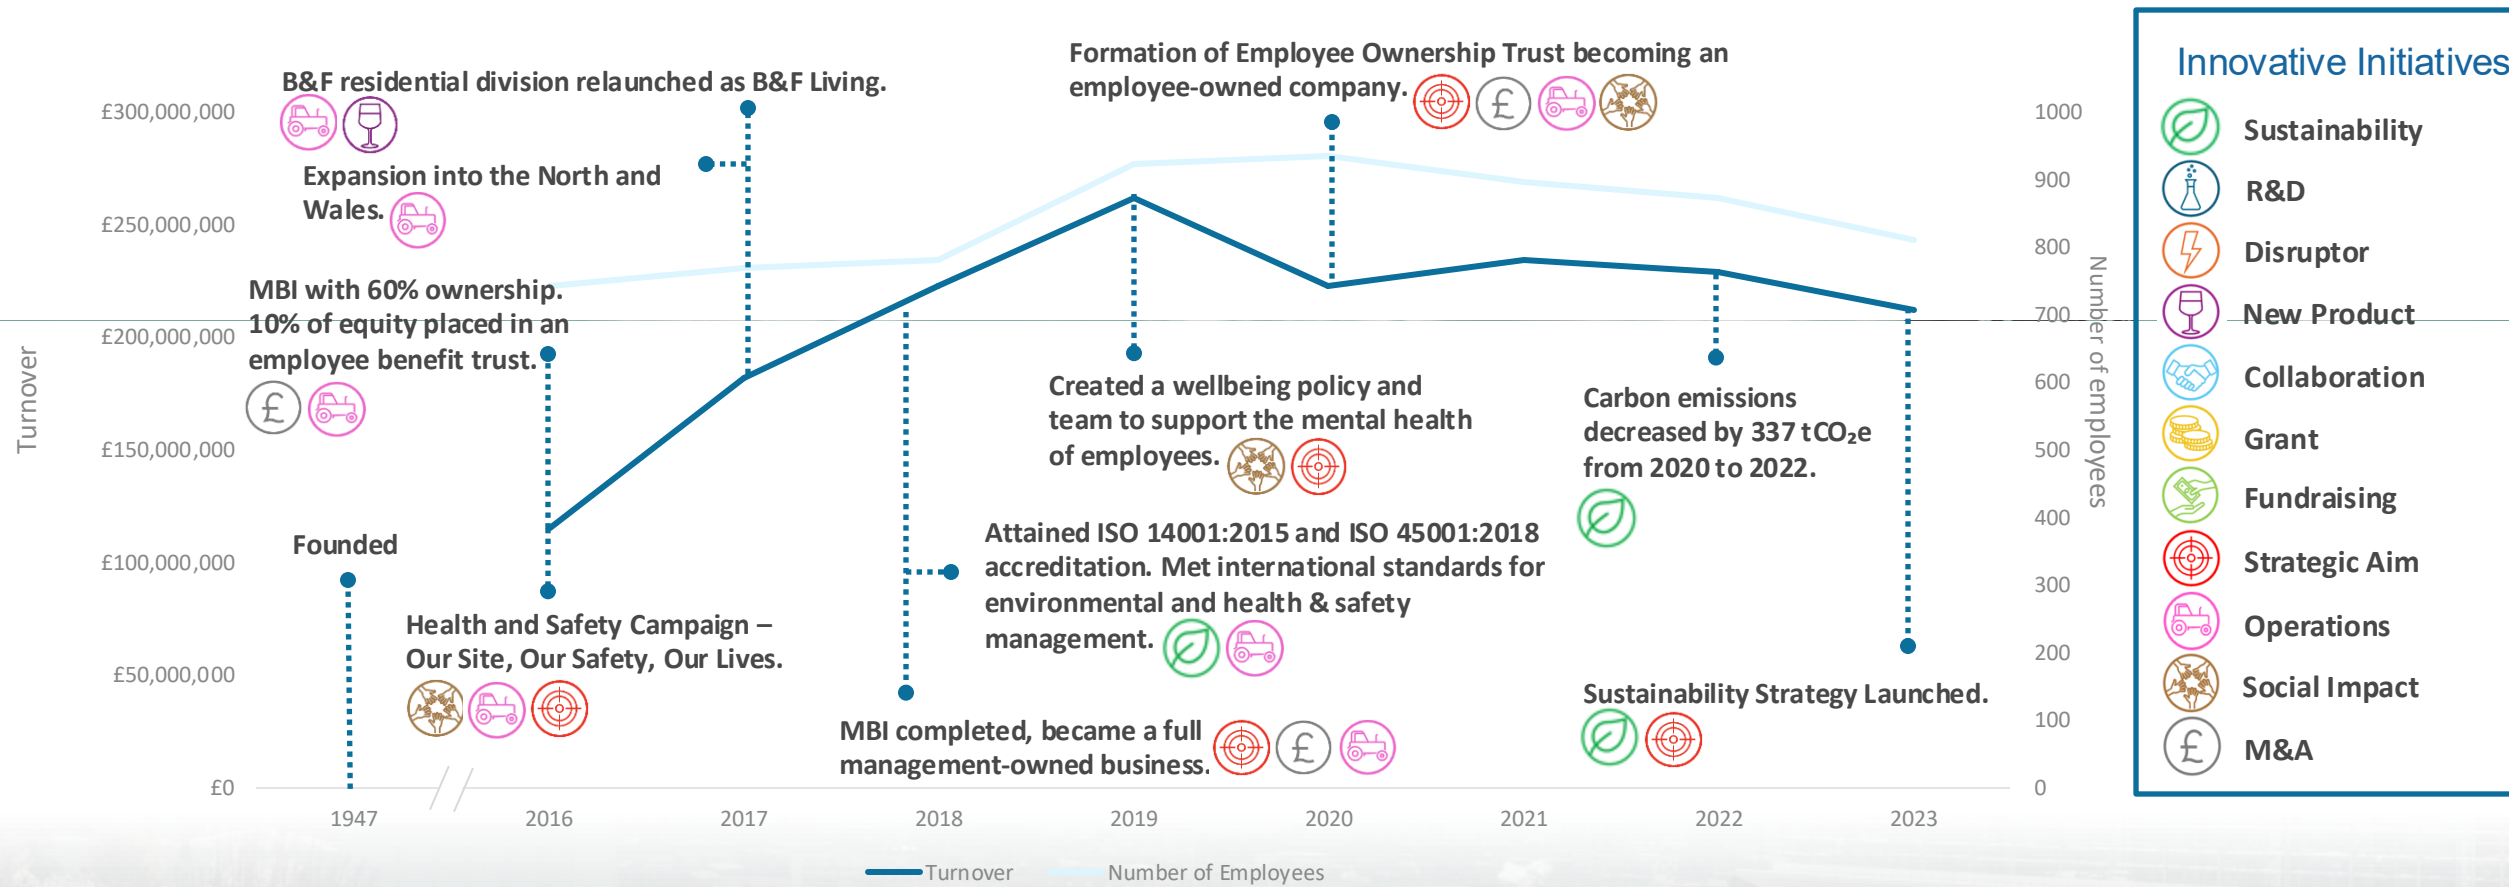 B&F residential division relaunched as B&F Living.
Expansion into the North and
Wales.
MBI with 60% ownership.
10% of equity placed in an
employee benefit trust.
Founded
Health and Safety Campaign –
Our Site, Our Safety, Our Lives.
Formation of Employee Ownership Trust becoming an
employee-owned company.
Created a wellbeing policy and
team to support the mental health
of employees.
Attained ISO 14001:2015 and ISO 45001:2018
accreditation. Met international standards for
environmental and health & safety
management.
MBI completed, became a full
management-owned business.
Carbon emissions
decreased by 337 tCO₂e
from 2020 to 2022.
Sustainability Strategy Launched.
Turnover
£300,000,000
£250,000,000
£200,000,000
£150,000,000
£100,000,000
£50,000,000
£0
1947
2016
2017
2018
2019
2020
2021
2022
2023
1000
900
800
700
600
500
400
300
200
100
0
Number of employees
Turnover
Number of Employees
Innovative Initiatives
Sustainability
R&D
Disruptor
New Product
Collaboration
Grant
Fundraising
Strategic Aim
Operations
Social Impact
£ M&A